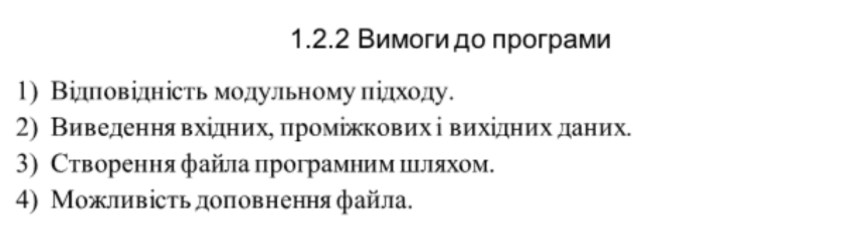 1.2.2 Вимоги до програми
1) Відповідність модульному підходу.
2) Виведення вхідних, проміжкових і вихідних даних.
3) Створення файла програмним шляхом.
4) Можливість доповнення файла.